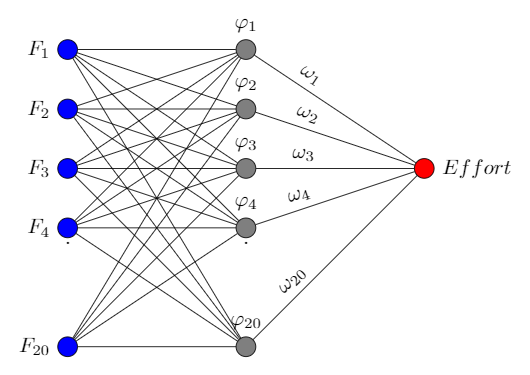 φ₁
F₁
ω₁
φ₂
F₂
ω₂
φ₃
F₃
ω₃
Effort
φ₄
F₄
ω₄
. .
ω₂₀
φ₂₀
F₂₀